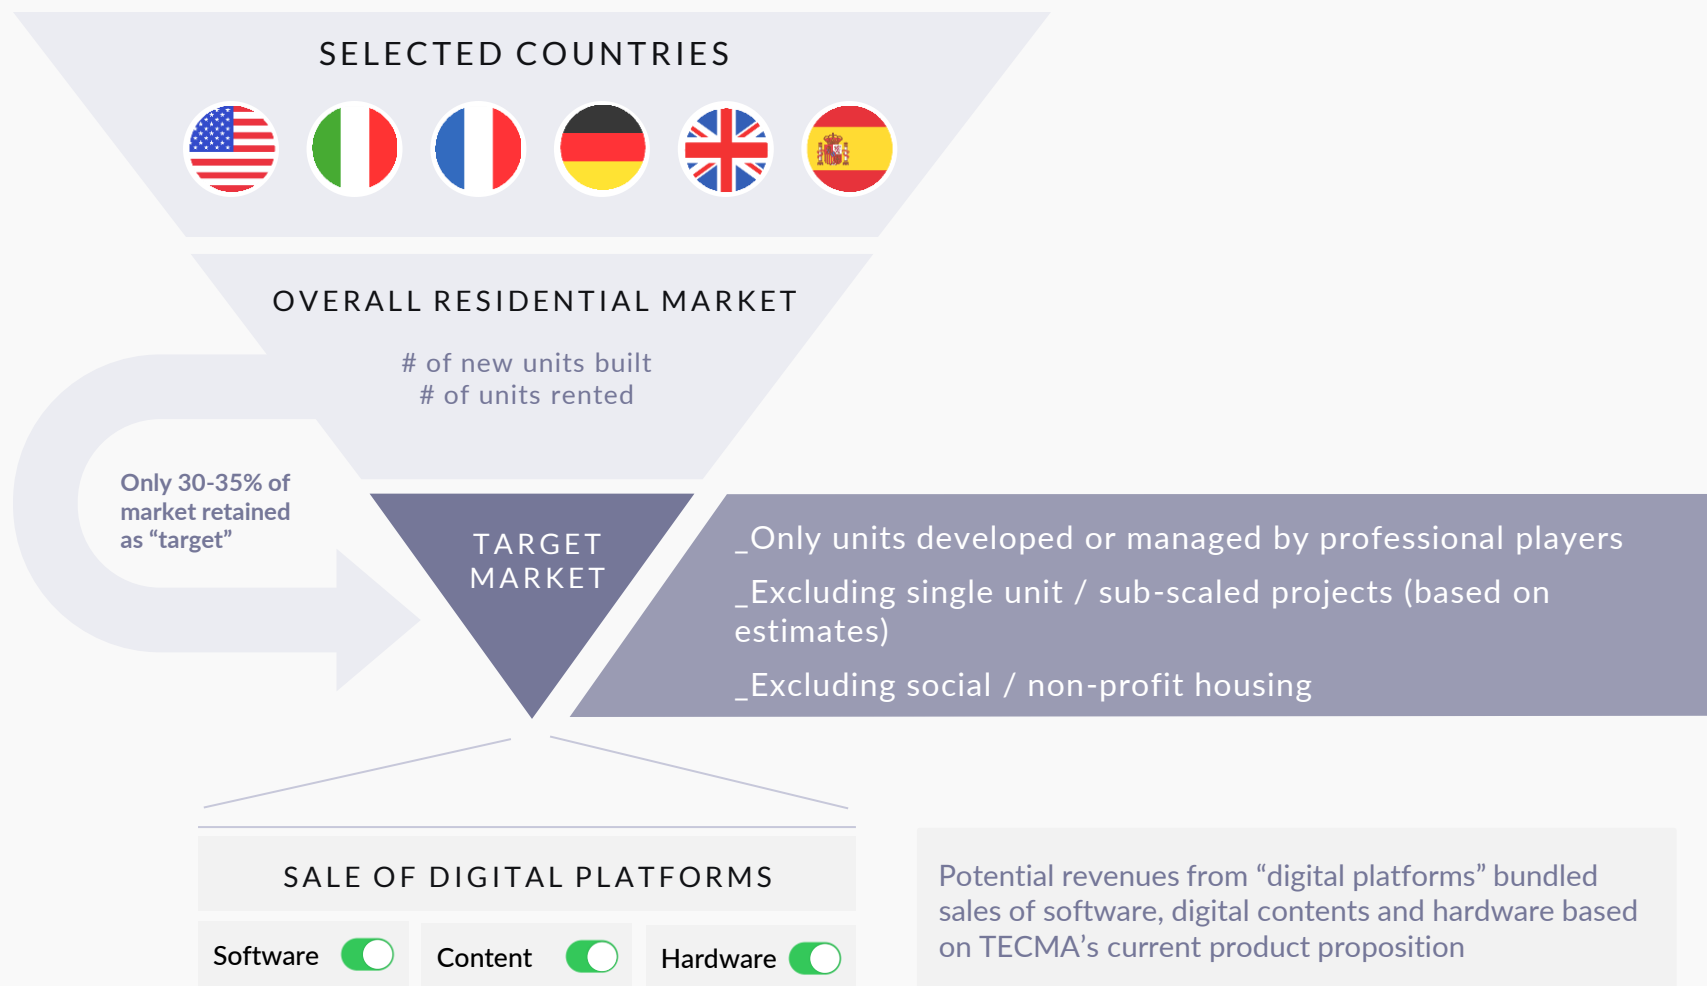 SELECTED COUNTRIES
OVERALL RESIDENTIAL MARKET
# of new units built
# of units rented
Only 30-35% of
market retained
as “target”
TARGET
MARKET
_Only units developed or managed by professional players
_Excluding single unit / sub-scaled projects (based on
estimates)
_Excluding social / non-profit housing
SALE OF DIGITAL PLATFORMS
Software
Content
Hardware
Potential revenues from “digital platforms” bundled
sales of software, digital contents and hardware based
on TECMA’s current product proposition